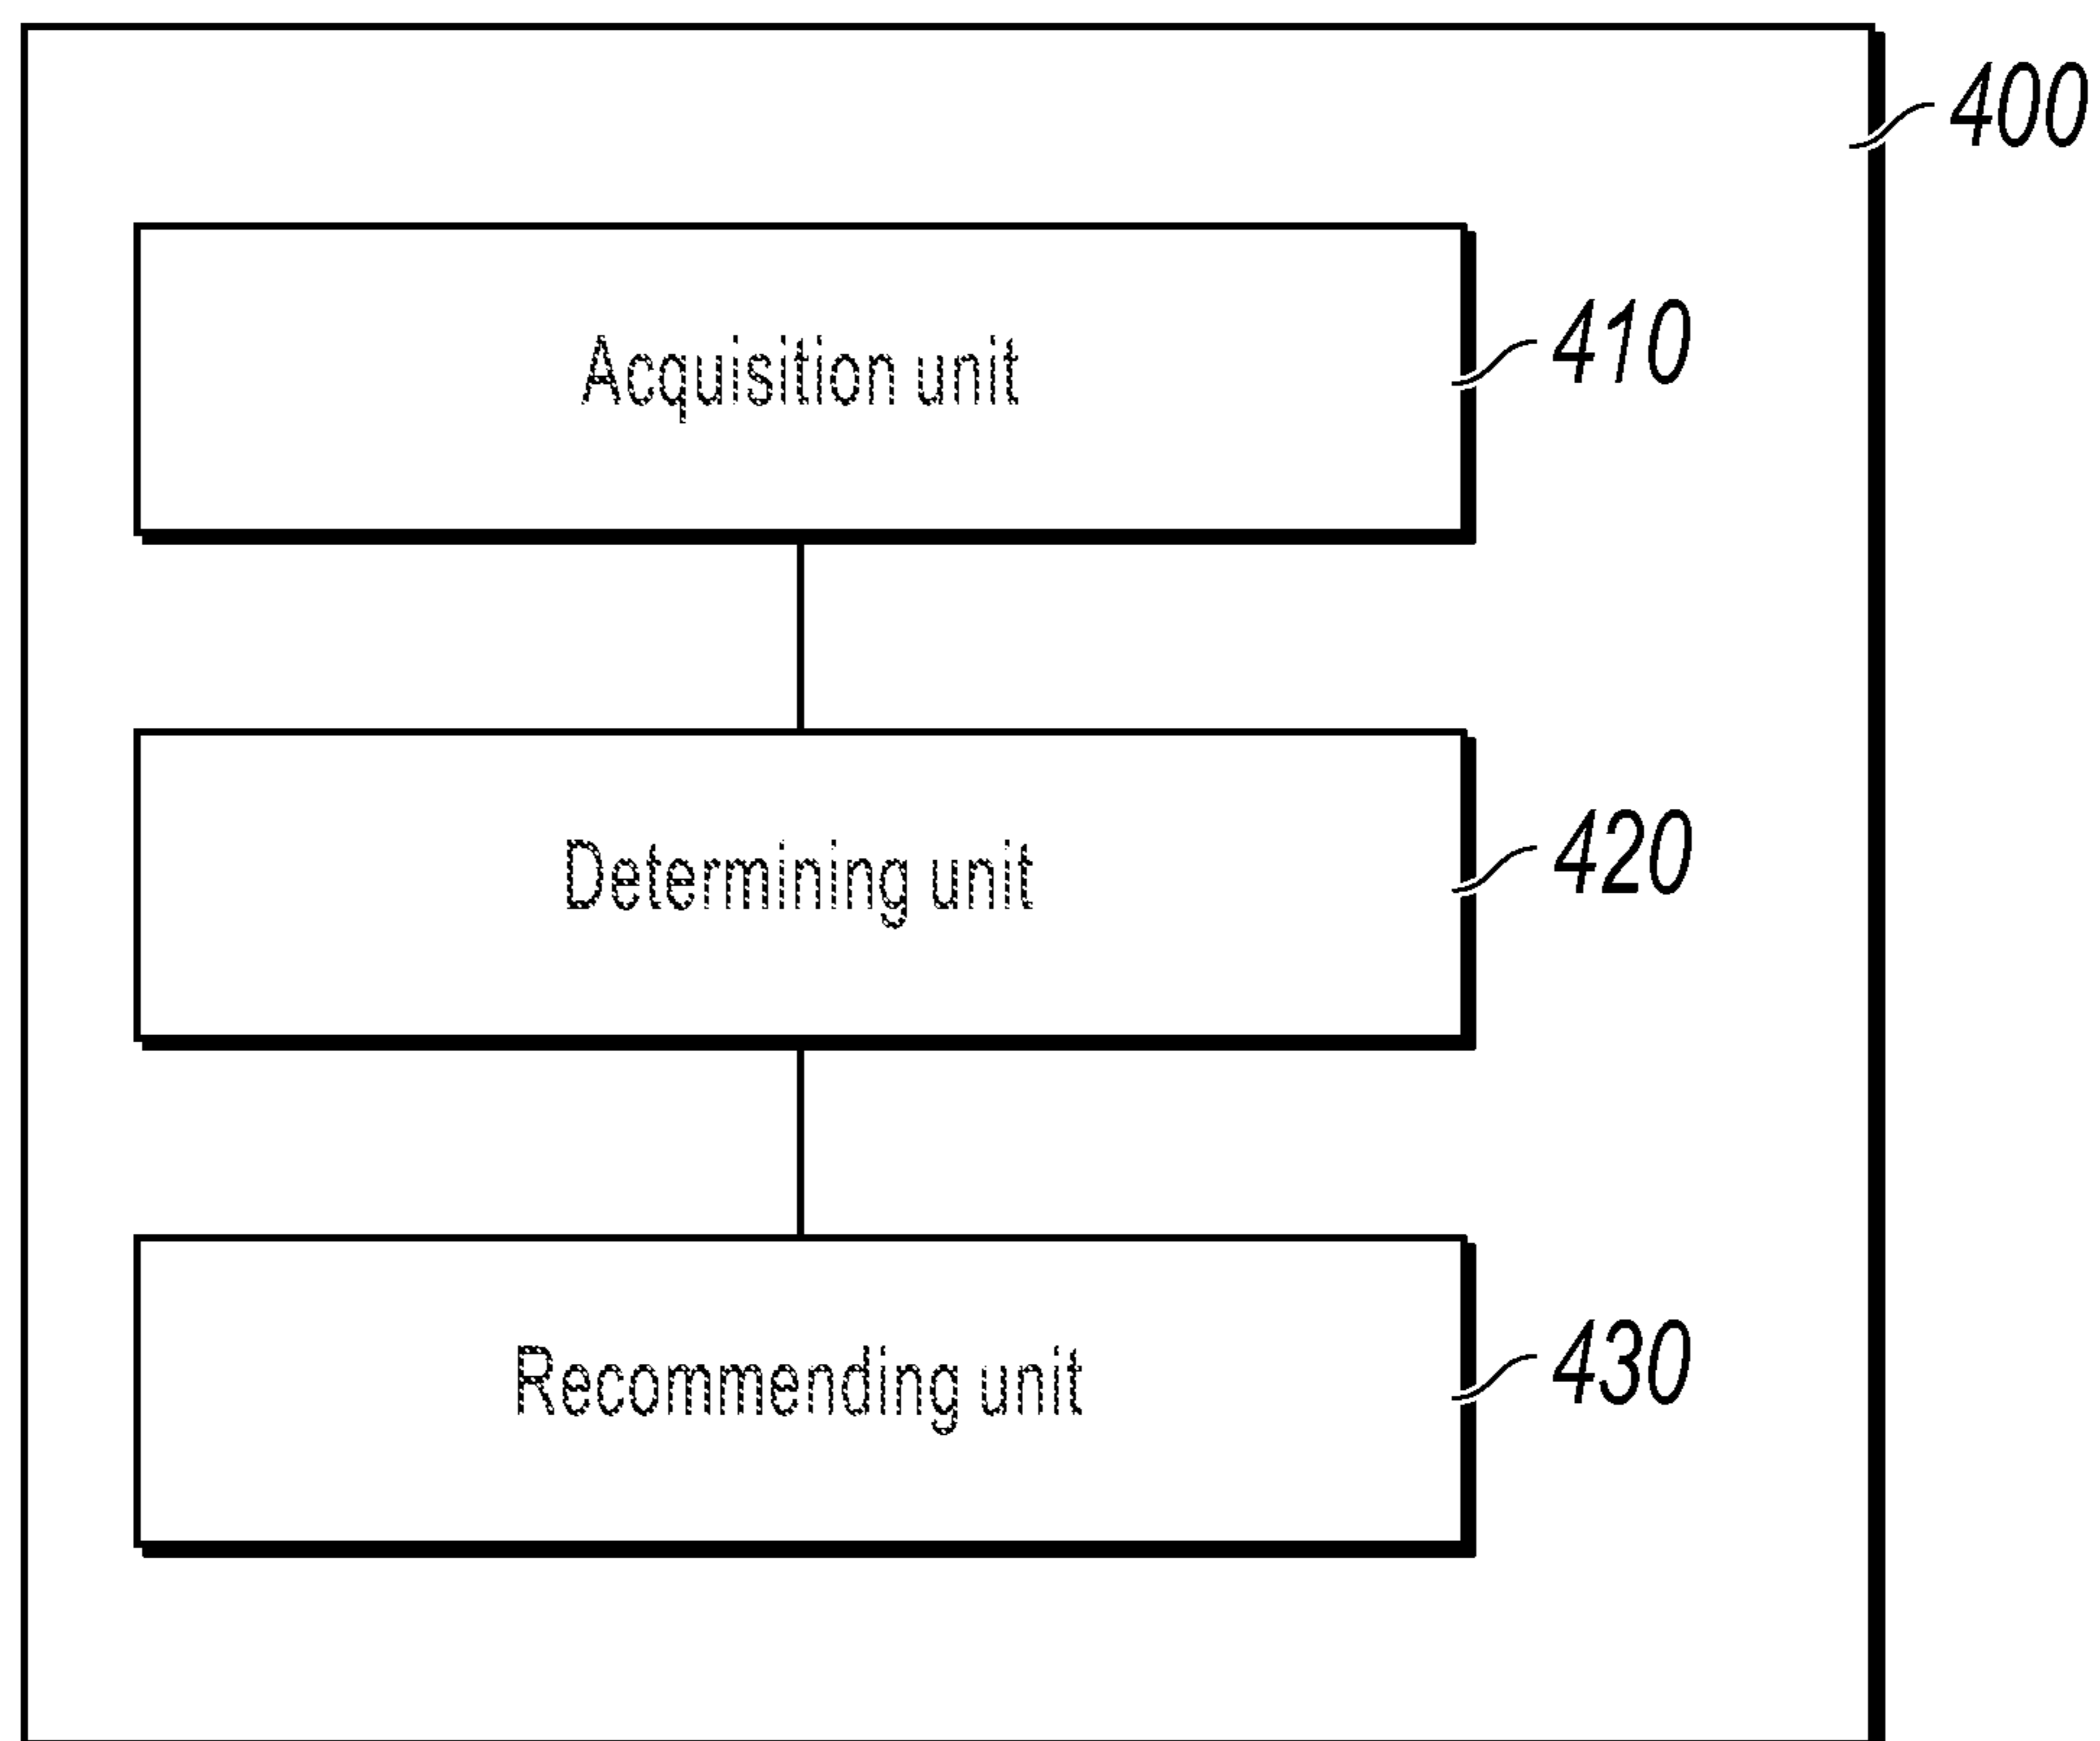 400
Acquisition unit
410
Determining unit
420
Recommending unit
430